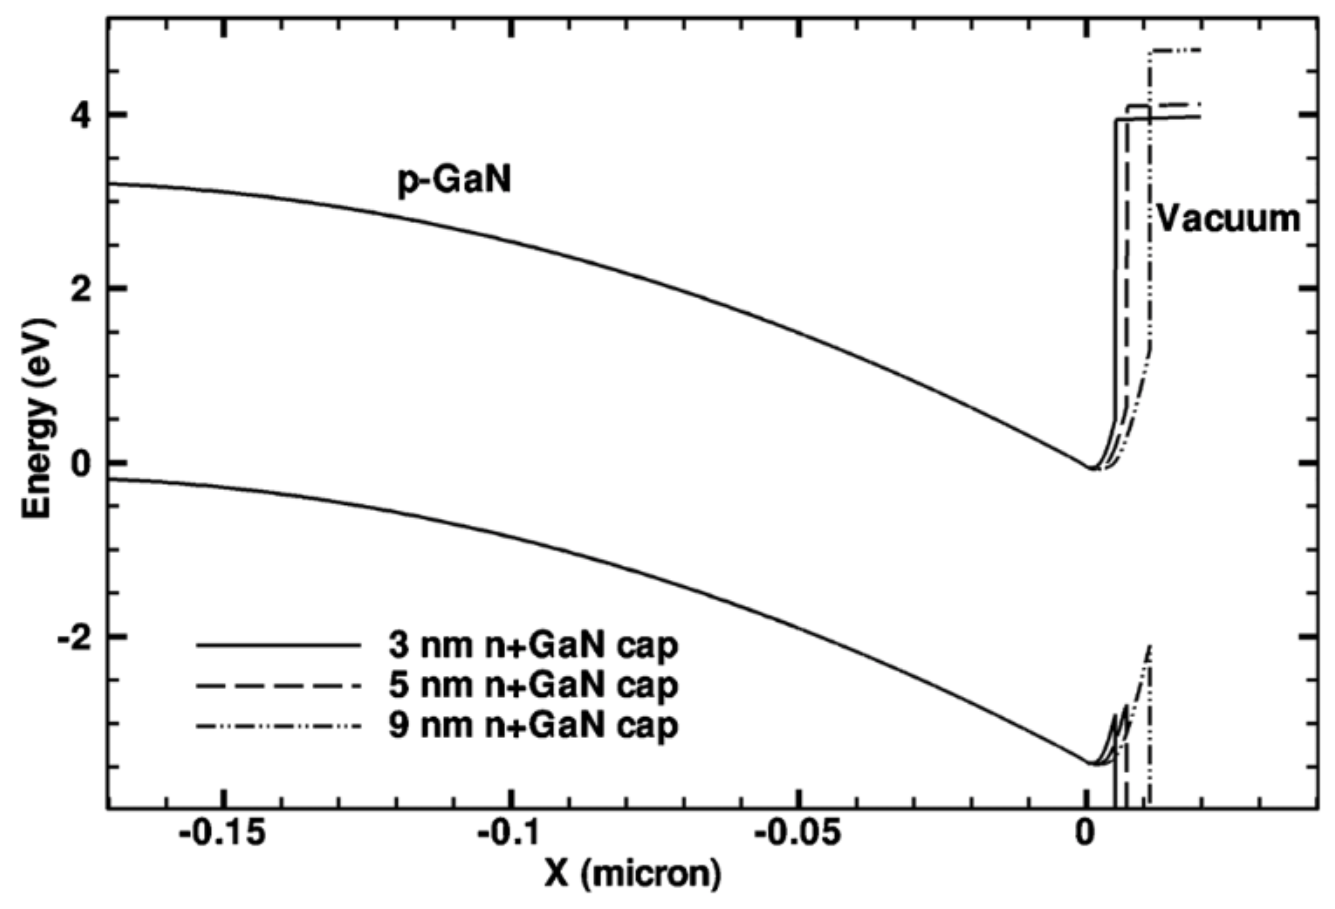 4
p-GaN
Vacuum
2
Energy (eV)
0
-2
3 nm n+GaN cap
5 nm n+GaN cap
9 nm n+GaN cap
-0.15 -0.1 -0.05 0
X (micron)